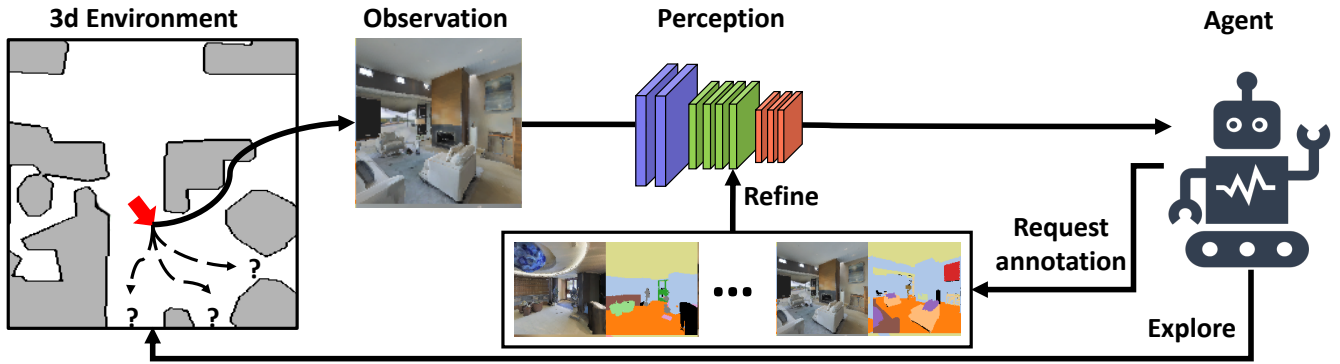 3d Environment
Observation
Perception
Agent
?
?
?
Refine
Request
annotation
Explore